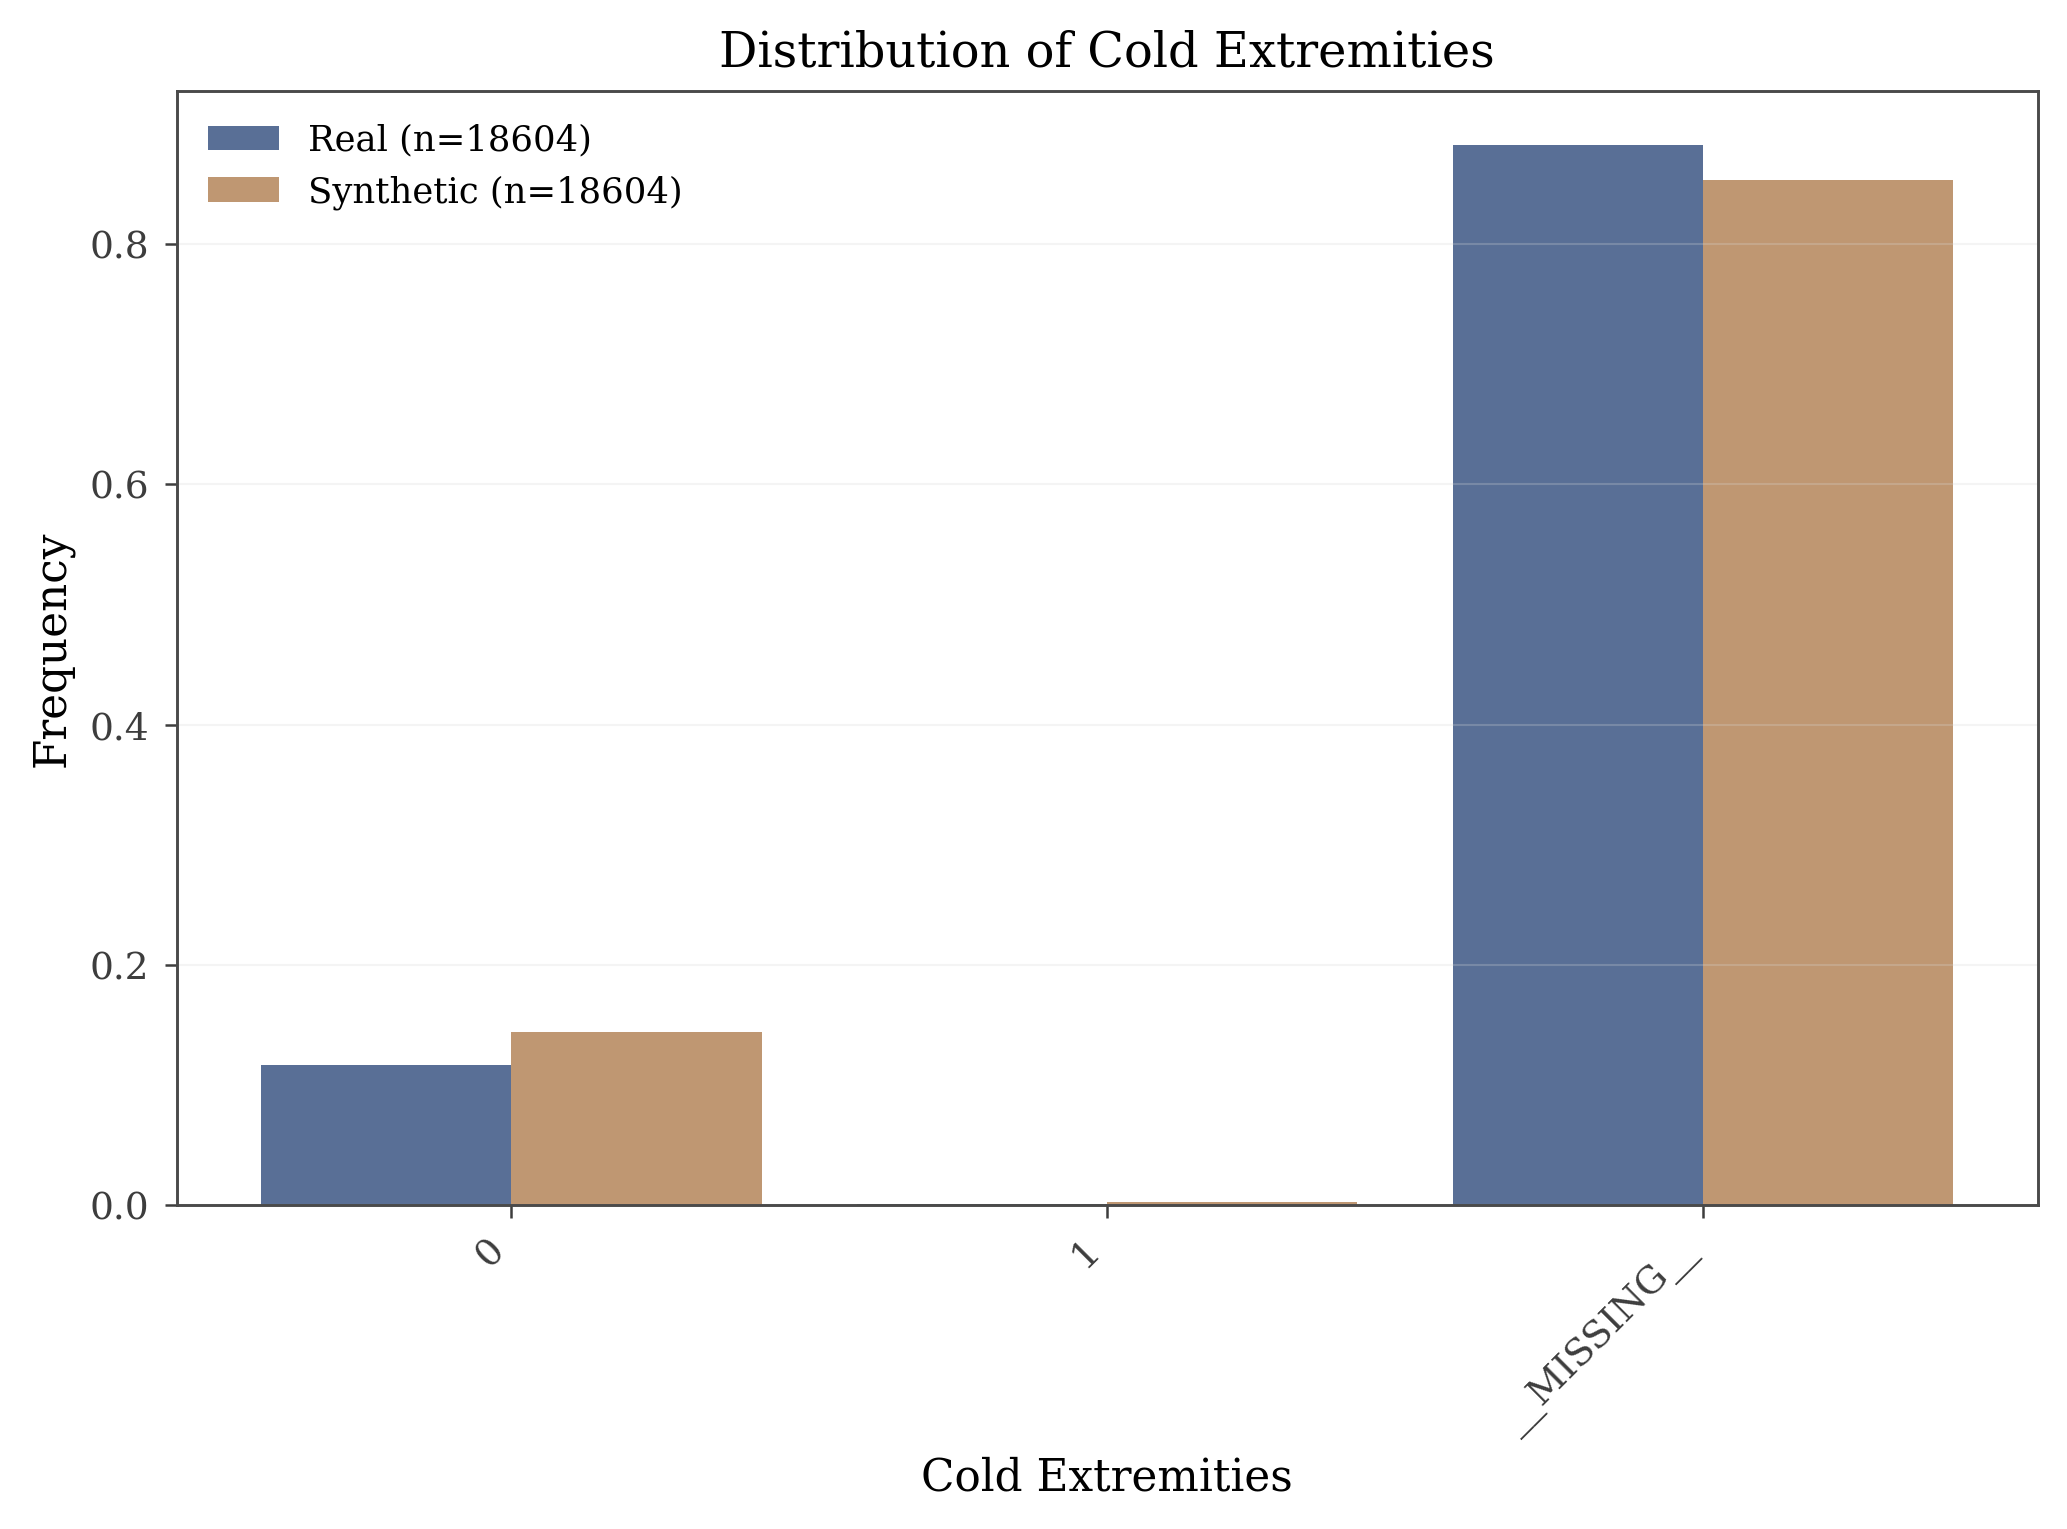 Distribution of Cold Extremities
Real (n=18604)
Synthetic (n=18604)
Frequency
0.8
0.6
0.4
0.2
0.0
0
1
__MISSING__
Cold Extremities